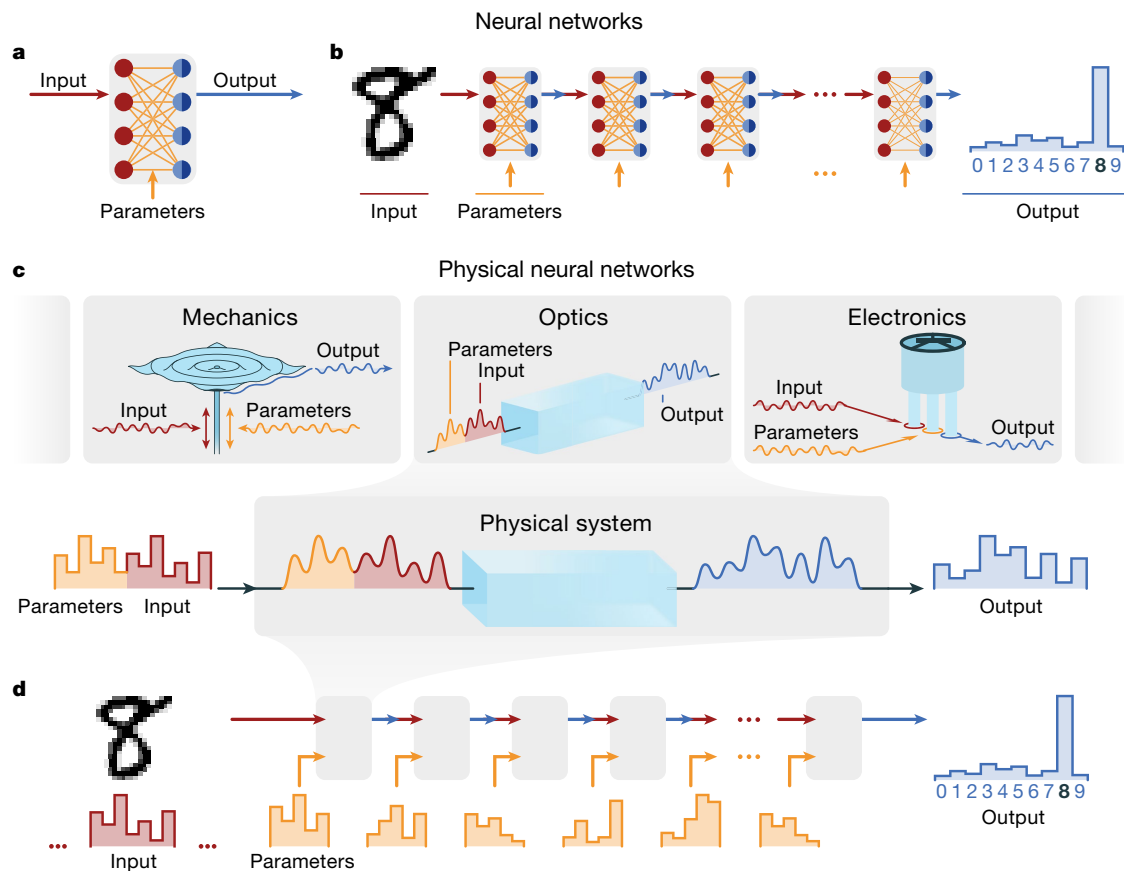 Neural networks
a
Input
Output
Parameters
b
Input
Parameters
...
...
0 1 2 3 4 5 6 7 8 9
Output
c
Physical neural networks
Mechanics
Output
Input
Parameters
Optics
Parameters
Input
Output
Electronics
Input
Parameters
Output
Physical system
Parameters
Input
Output
d
...
Input
...
Parameters
...
...
0 1 2 3 4 5 6 7 8 9
Output